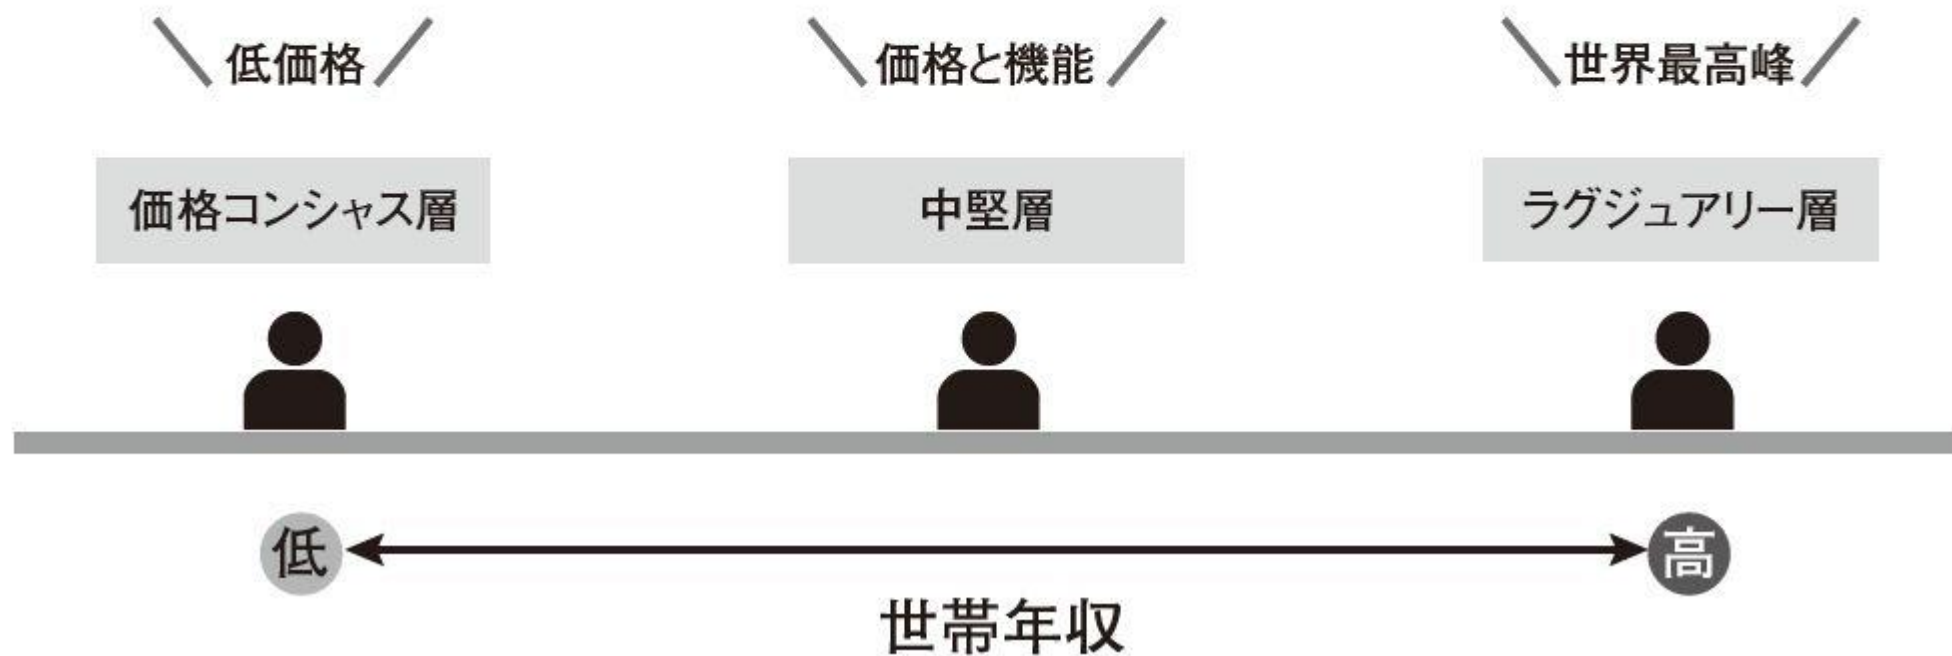 低価格
価格と機能
世界最高峰
価格コンシャス層
中堅層
ラグジュアリー層
低
高
世帯年収